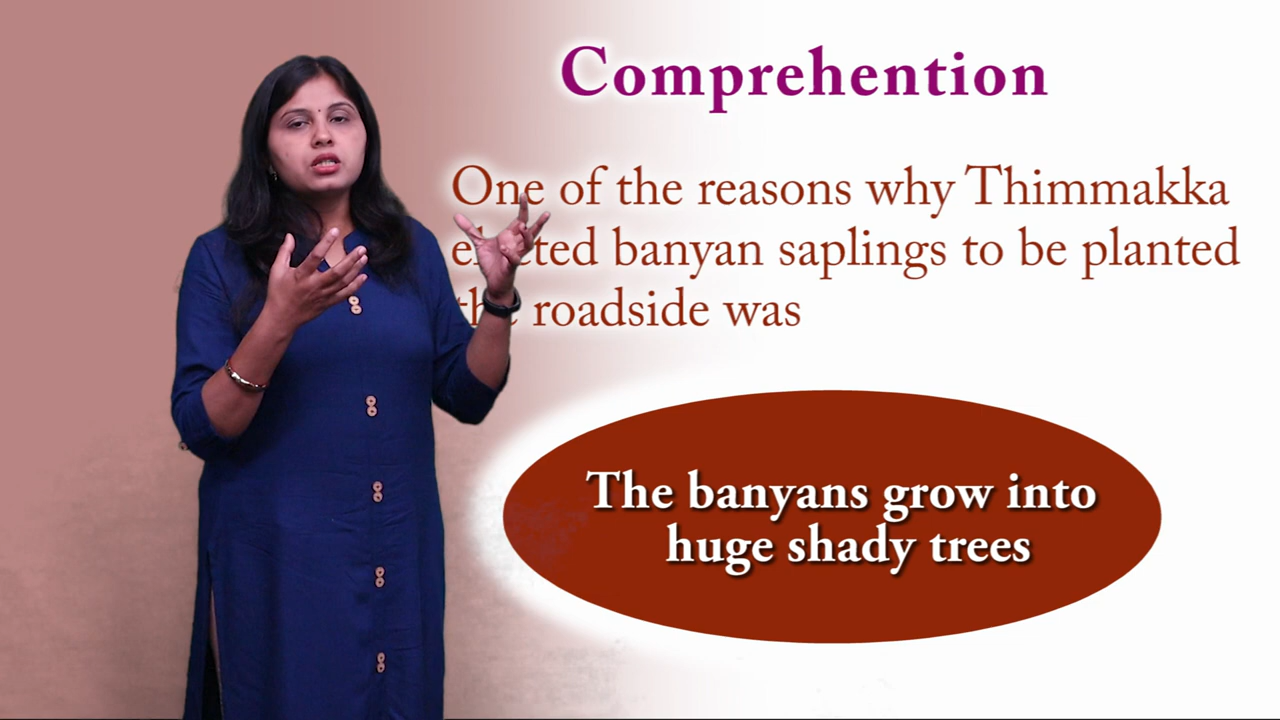 Comprehention
One of the reasons why Thimmakka
banyan saplings to be planted
the roadside was
The banyans grow into
huge shady trees